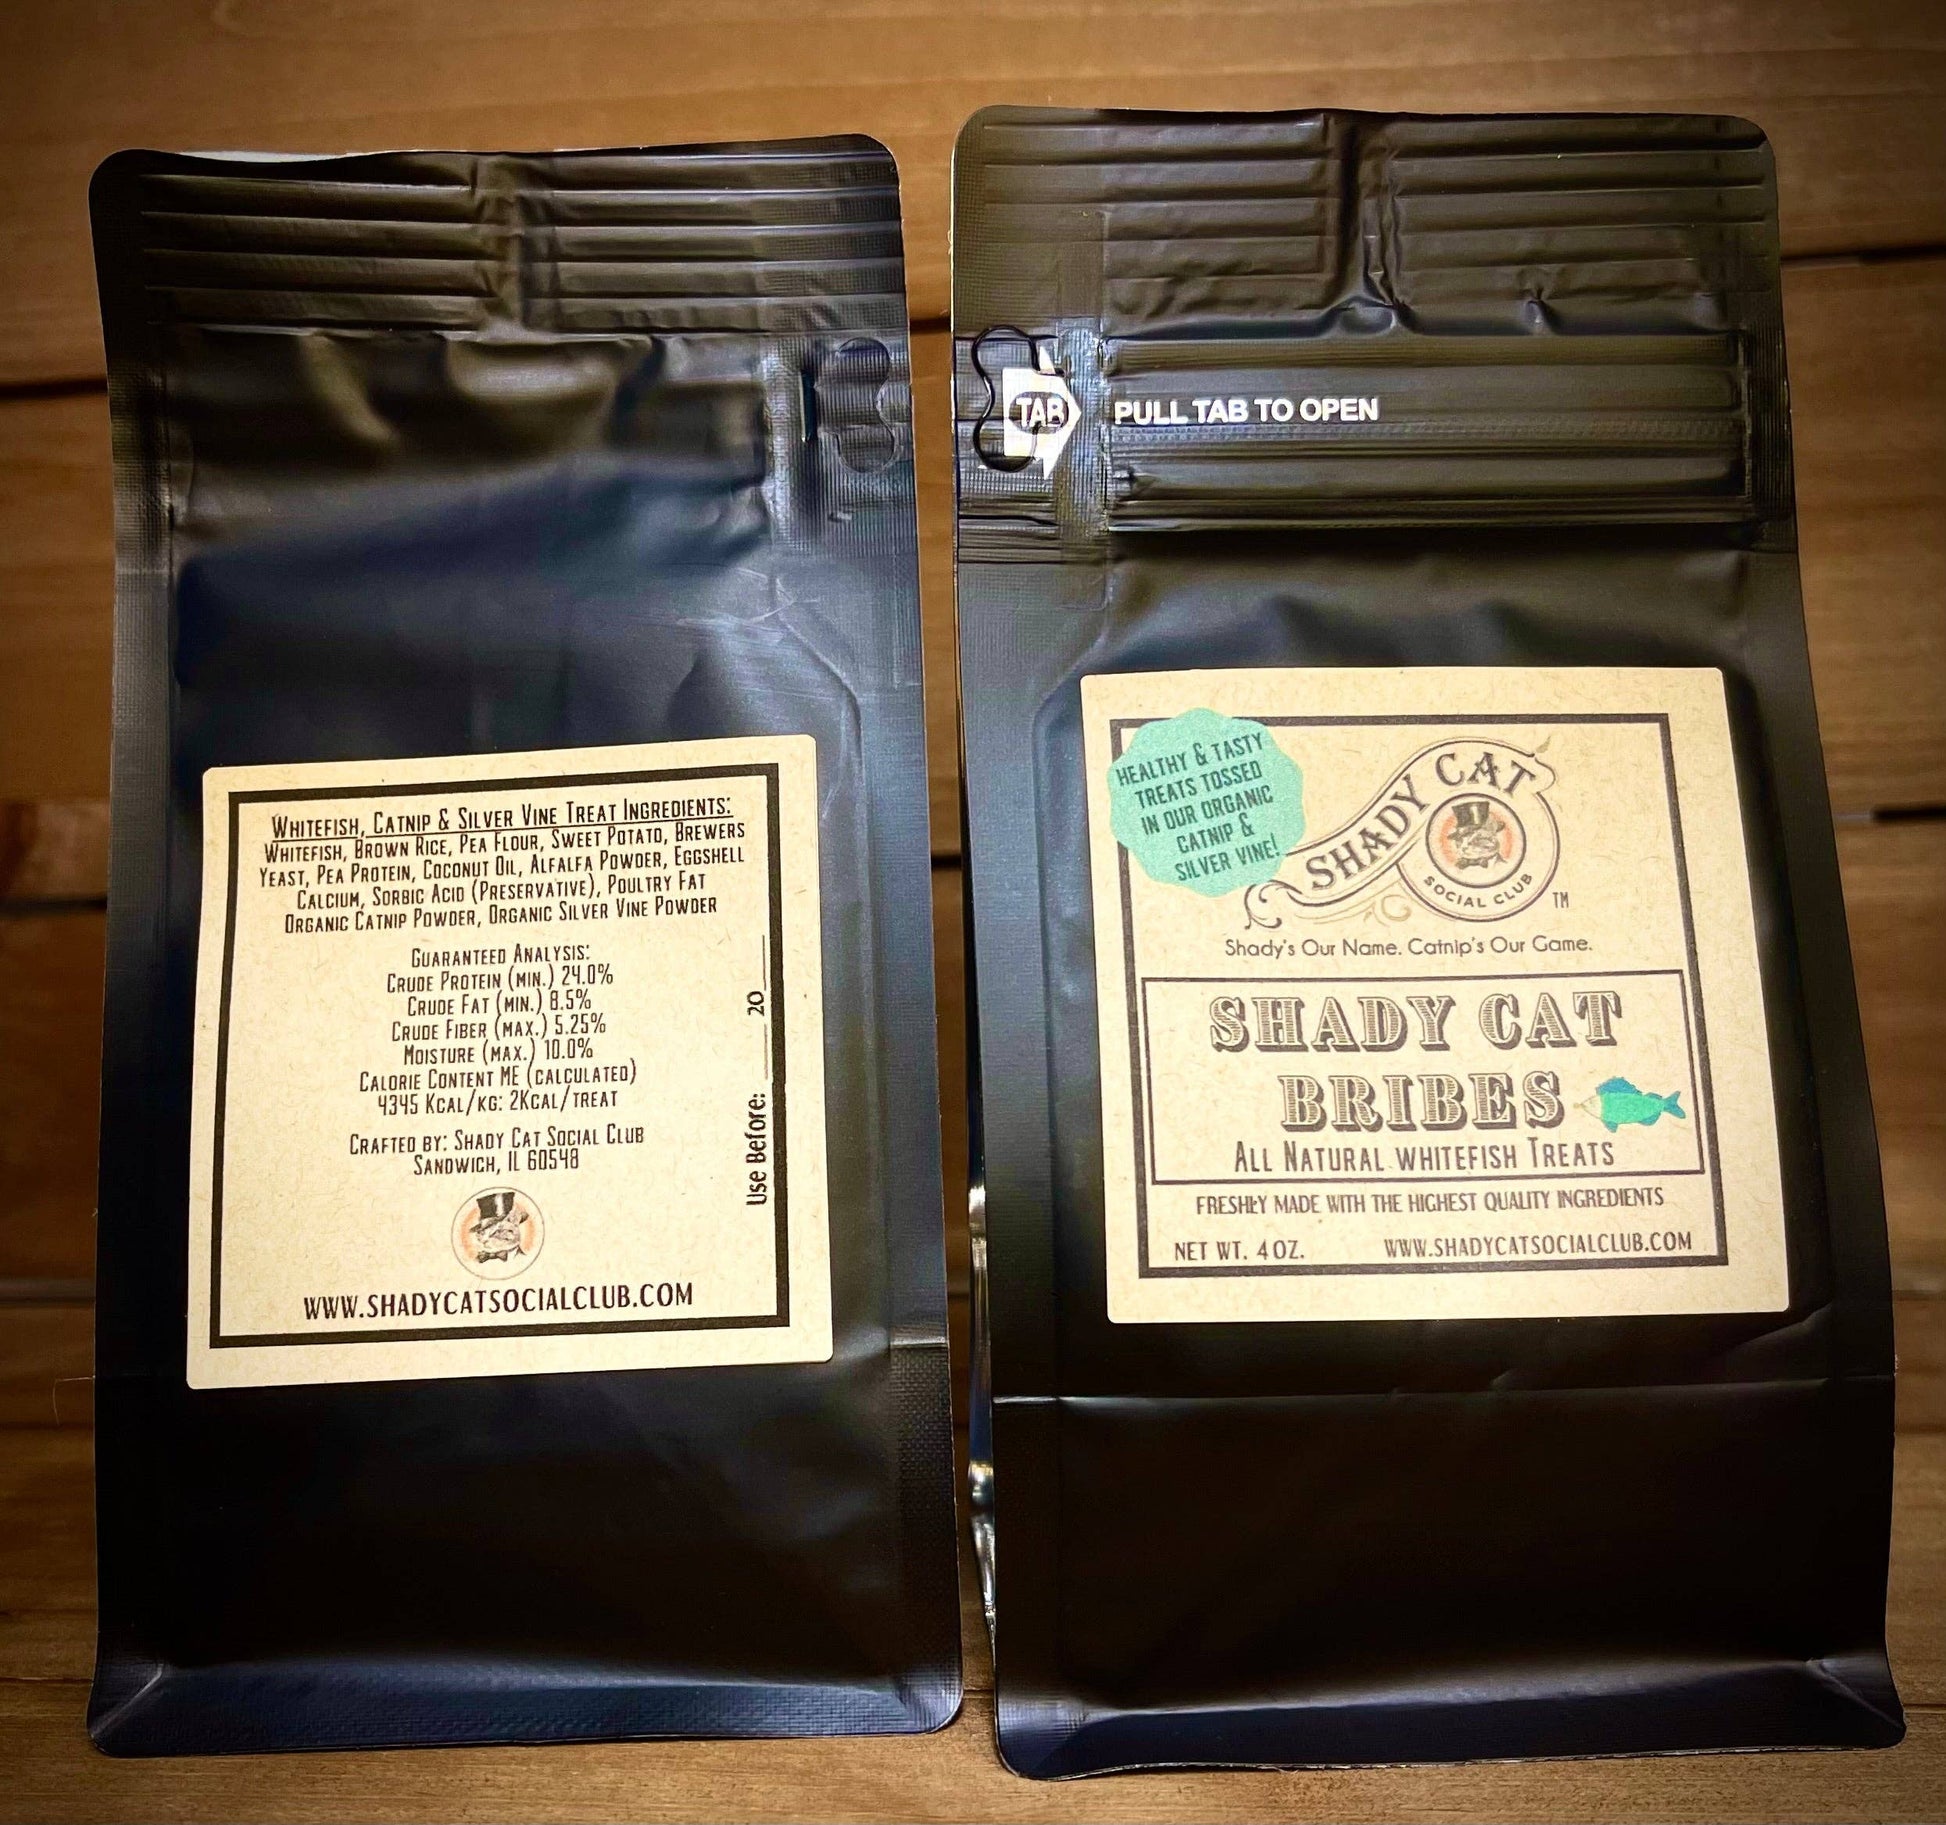 Whitefish, Catnip & Silver Vine Treat Ingredients:
Whitefish, Brown Rice, Pea Flour, Sweet Potato, Brewers
Yeast, Pea Protein, Coconut Oil, Alfalfa Powder, Eggshell
Calcium, Sorbic Acid (Preservative), Poultry Fat
Organic Catnip Powder, Organic Silver Vine Powder
Guaranteed Analysis:
Crude Protein (min.) 24.0%
Crude Fat (min.) 8.5%
Crude Fiber (max.) 5.25%
Moisture (max.) 10.0%
Calorie Content ME (calculated)
4345 Kcal/kg: 2Kcal/treat
Crafted by: Shady Cat Social Club
Sandwich, IL 60548
www.shadycatsocialclub.com
Use Before: ____ 20____
TAB
PULL TAB TO OPEN
HEALTHY & TASTY
TREATS TOSSED
IN OUR ORGANIC
CATNIP &
SILVER VINE!
SHADY CAT
SOCIAL CLUB
TM
Shady's Our Name. Catnip's Our Game.
SHADY CAT
BRIBES
All Natural whitefish Treats
FRESHLY MADE WITH THE HIGHEST QUALITY INGREDIENTS
NET WT. 4 OZ. WWW.SHADYCATSOCIALCLUB.COM